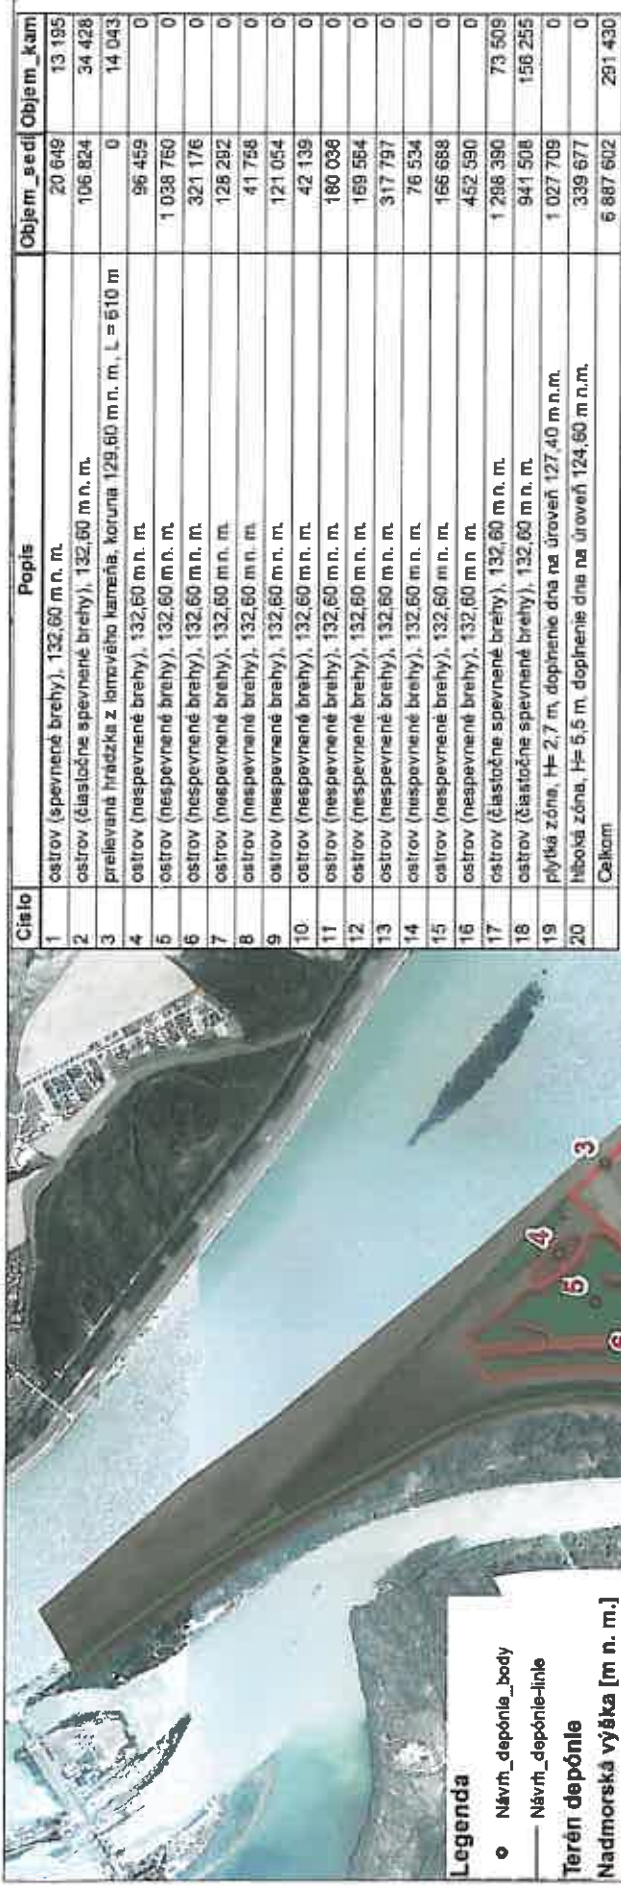 Číslo Popis Objem_sedi Objem_kam
1 ostrov (spevnené brehy), 132,60 m n. m. 20 649 13 195
2 ostrov (čiastočne spevnené brehy), 132,60 m n. m. 106 824 34 428
3 prelievaná hrádzka z lomového kameňa, koruna 129,60 m n. m., L = 610 m 0 14 043
4 ostrov (nespevnené brehy), 132,60 m n. m. 96 459 0
5 ostrov (nespevnené brehy), 132,60 m n. m. 1 038 760 0
6 ostrov (nespevnené brehy), 132,60 m n. m. 321 176 0
7 ostrov (nespevnené brehy), 132,60 m n. m. 128 292 0
8 ostrov (nespevnené brehy), 132,60 m n. m. 41 758 0
9 ostrov (nespevnené brehy), 132,60 m n. m. 121 054 0
10 ostrov (nespevnené brehy), 132,60 m n. m. 42 139 0
11 ostrov (nespevnené brehy), 132,60 m n. m. 180 036 0
12 ostrov (nespevnené brehy), 132,60 m n. m. 169 564 0
13 ostrov (nespevnené brehy), 132,60 m n. m. 317 797 0
14 ostrov (nespevnené brehy), 132,60 m n. m. 76 534 0
15 ostrov (nespevnené brehy), 132,60 m n. m. 166 688 0
16 ostrov (nespevnené brehy), 132,60 m n. m. 452 590 0
17 ostrov (čiastočne spevnené brehy), 132,60 m n. m. 1 298 390 73 509
18 ostrov (čiastočne spevnené brehy), 132,60 m n. m. 941 508 156 255
19 plytká zóna, H= 2,7 m, doplnenie dna na úroveň 127,40 m n.m. 1 027 709 0
20 hlboká zóna, H= 5,5 m, doplnenie dna na úroveň 124,60 m n.m. 339 677 0
Celkom 6 887 602 291 430
3
4
5
6
Legenda
Návrh_depónie_body
Návrh_depónie-línie
Terén depónie
Nadmorská výška [m n. m.]